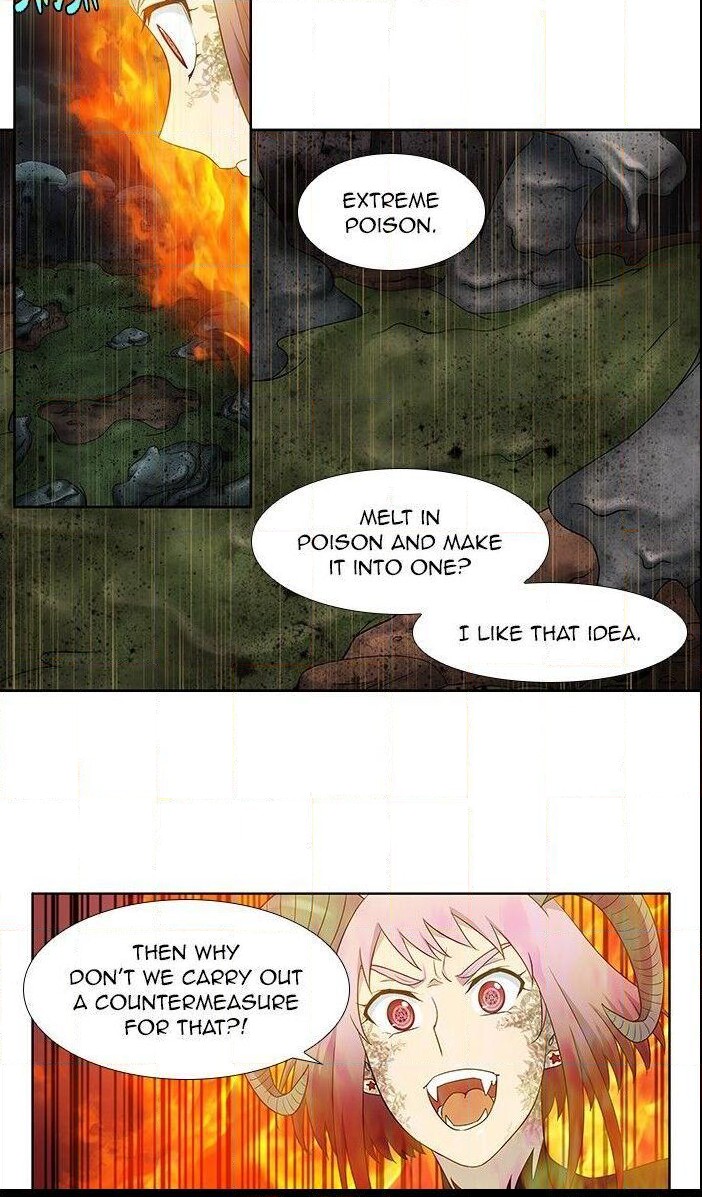 EXTREME
POISON.
MELT IN
POISON AND MAKE
IT INTO ONE?
I LIKE THAT IDEA.
THEN WHY
DON'T WE CARRY OUT
A COUNTERMEASURE
FOR THAT?!